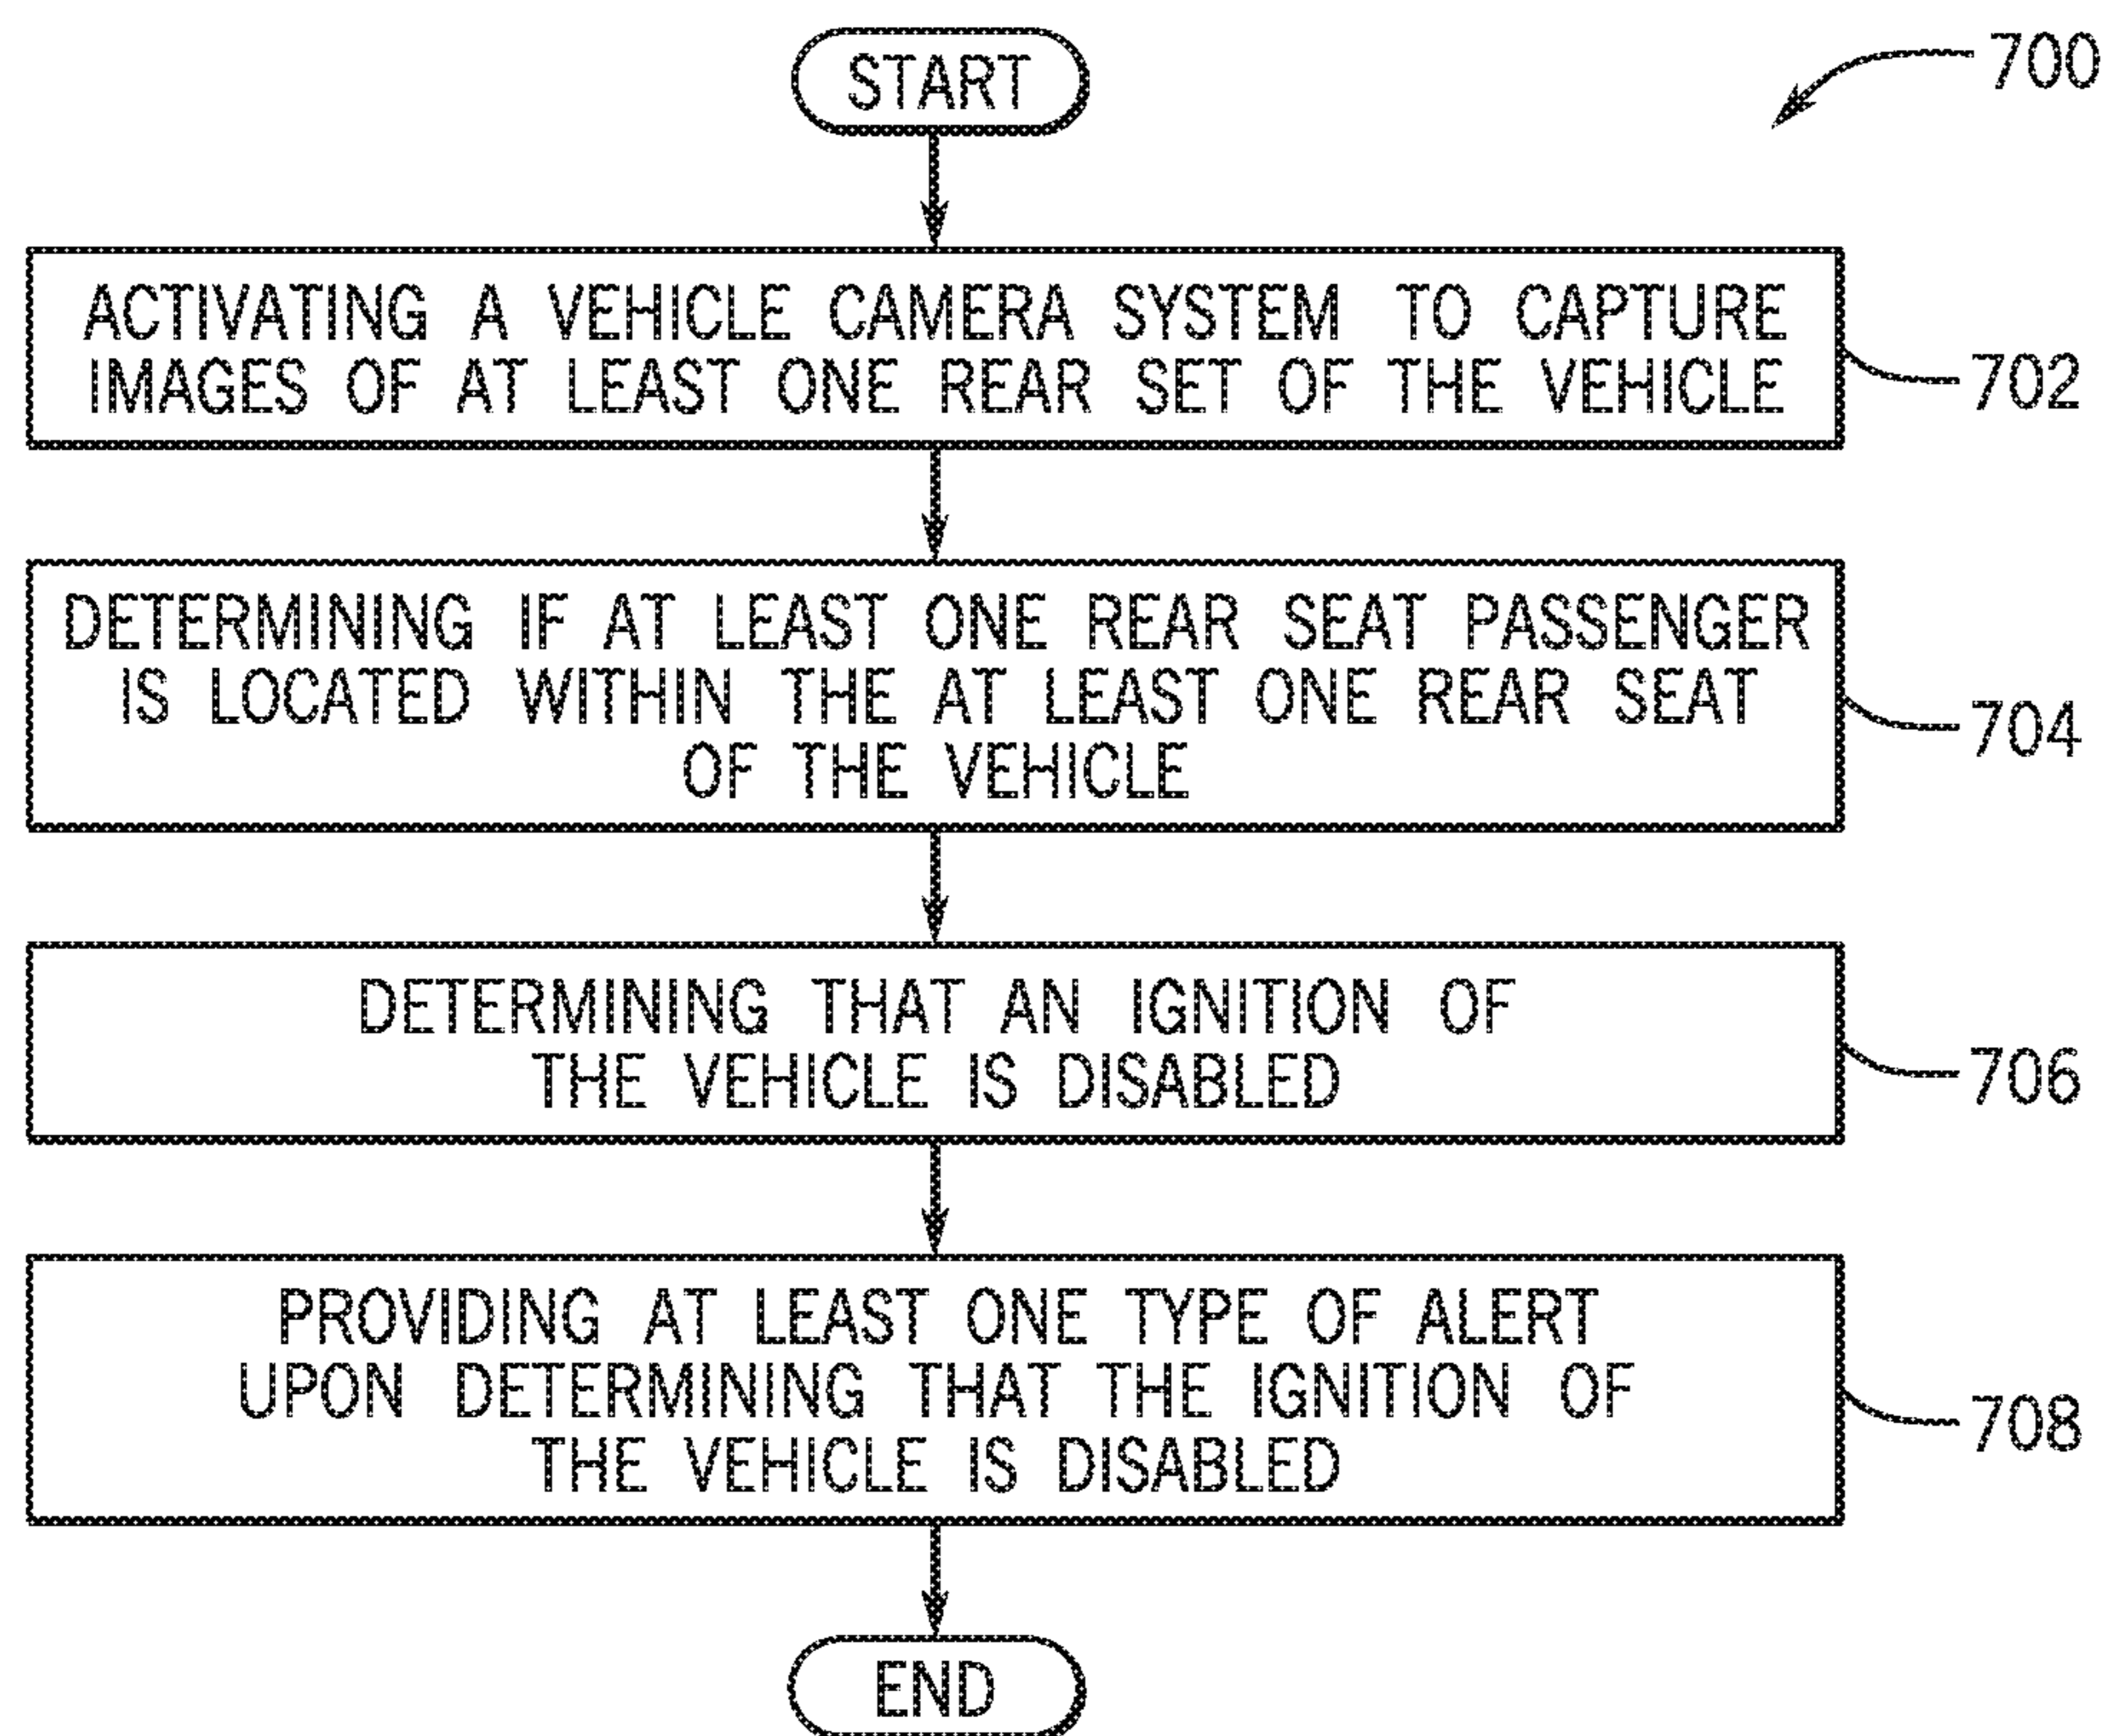 START
700
ACTIVATING A VEHICLE CAMERA SYSTEM TO CAPTURE
IMAGES OF AT LEAST ONE REAR SET OF THE VEHICLE
702
DETERMINING IF AT LEAST ONE REAR SEAT PASSENGER
IS LOCATED WITHIN THE AT LEAST ONE REAR SEAT
OF THE VEHICLE
704
DETERMINING THAT AN IGNITION OF
THE VEHICLE IS DISABLED
706
PROVIDING AT LEAST ONE TYPE OF ALERT
UPON DETERMINING THAT THE IGNITION OF
THE VEHICLE IS DISABLED
708
END